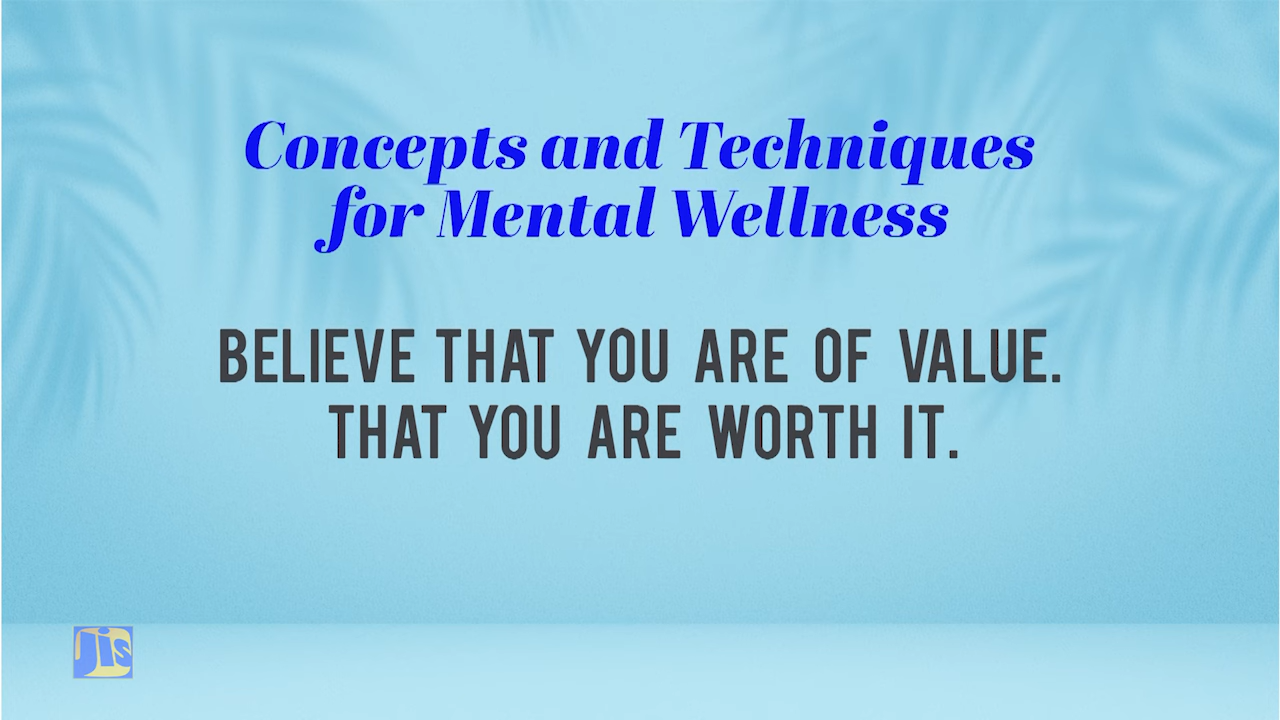 Concepts and Techniques
for Mental Wellness
BELIEVE THAT YOU ARE OF VALUE.
THAT YOU ARE WORTH IT.
Jis